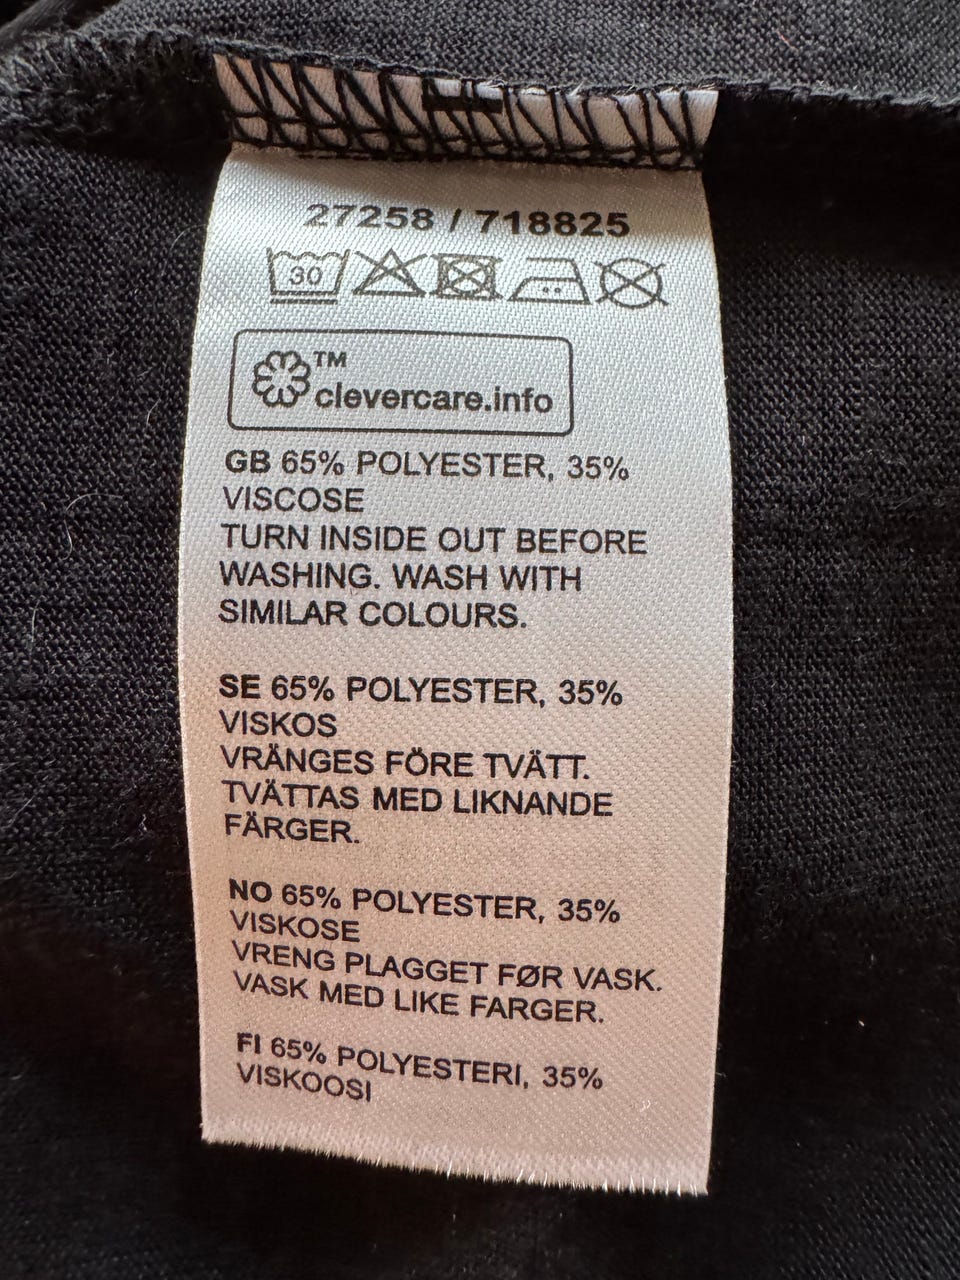 27258 / 718825
30
TM
clevercare.info
GB 65% POLYESTER, 35%
VISCOSE
TURN INSIDE OUT BEFORE
WASHING. WASH WITH
SIMILAR COLOURS.
SE 65% POLYESTER, 35%
VISKOS
VRÄNGES FÖRE TVÄTT.
TVÄTTAS MED LIKNANDE
FÄRGER.
NO 65% POLYESTER, 35%
VISKOSE
VRENG PLAGGET FØR VASK.
VASK MED LIKE FARGER.
FI 65% POLYESTERI, 35%
VISKOOSI